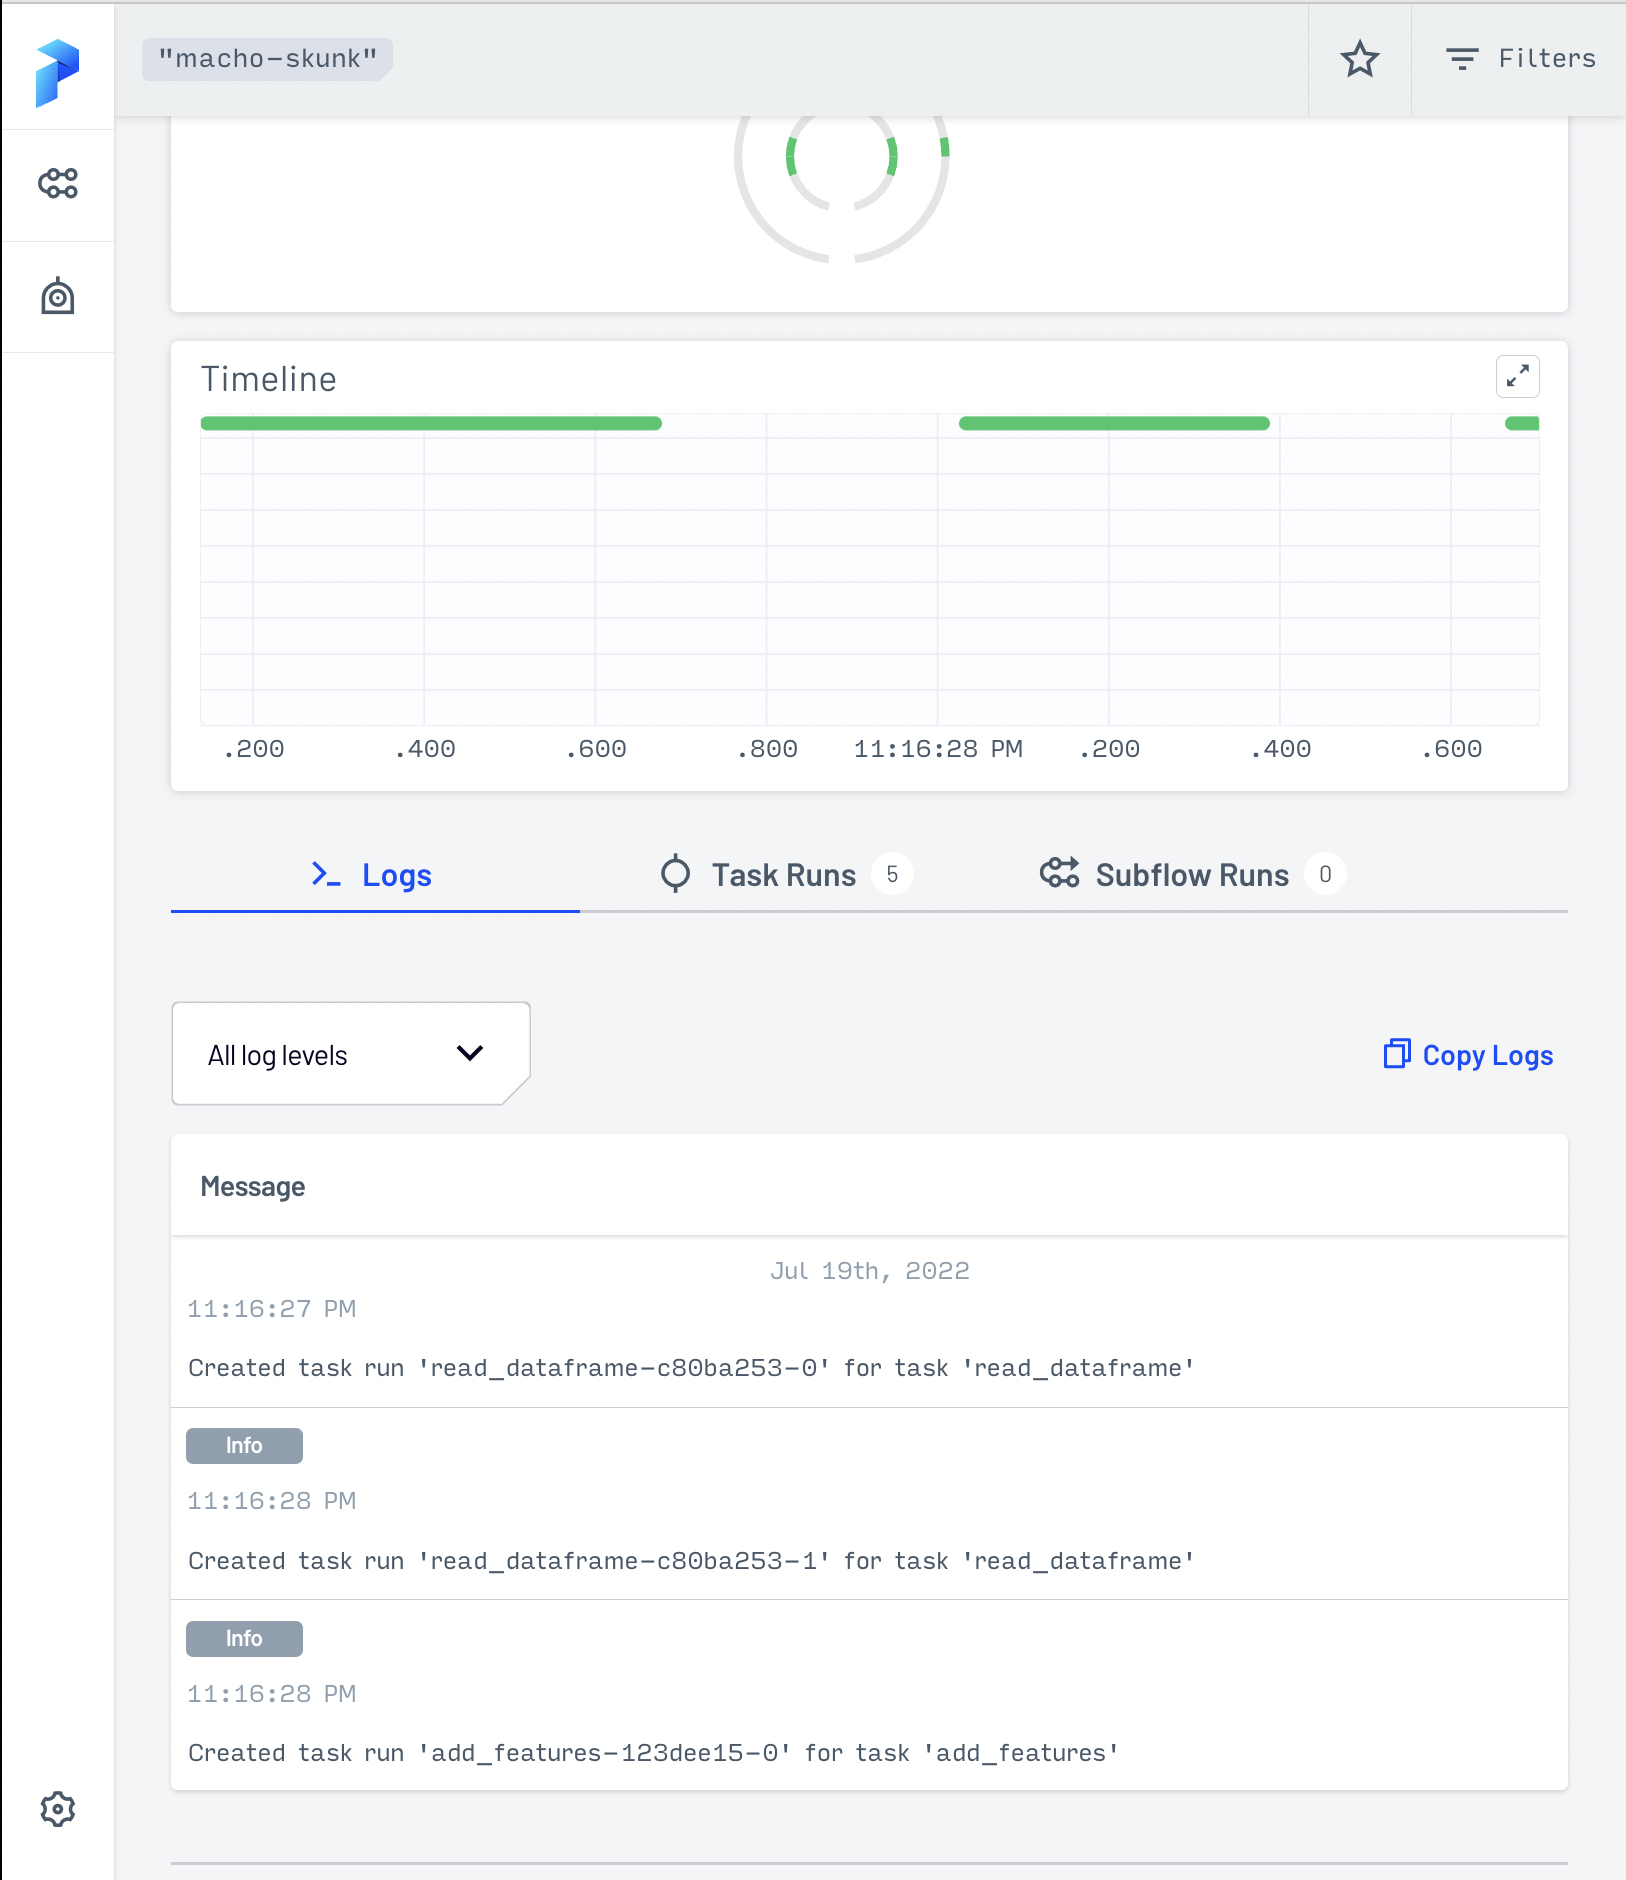 "macho-skunk"
Filters
Timeline
.200 .400 .600 .800 11:16:28 PM .200 .400 .600
Logs Task Runs 5 Subflow Runs 0
All log levels
Copy Logs
Message
Jul 19th, 2022
11:16:27 PM
Created task run 'read_dataframe-c80ba253-0' for task 'read_dataframe'
Info
11:16:28 PM
Created task run 'read_dataframe-c80ba253-1' for task 'read_dataframe'
Info
11:16:28 PM
Created task run 'add_features-123dee15-0' for task 'add_features'